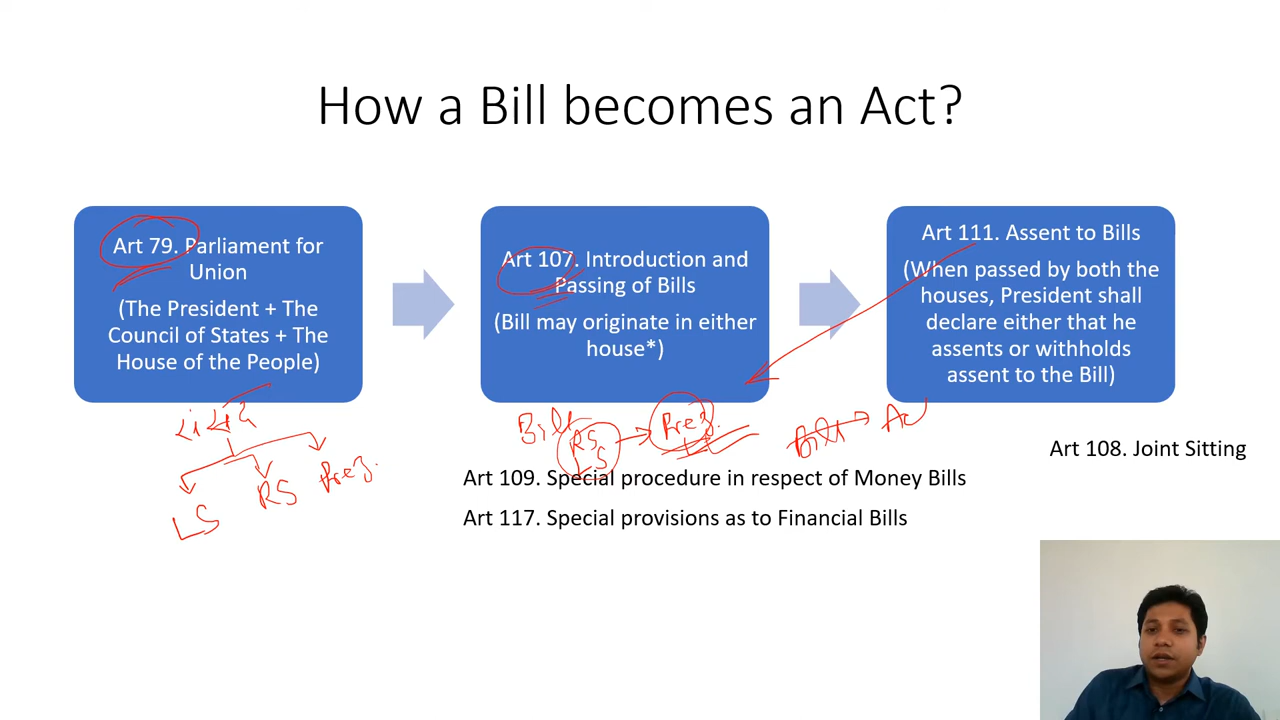 How a Bill becomes an Act?
Art 79. Parliament for
Union
(The President + The
Council of States + The
House of the People)
Art 107. Introduction and
Passing of Bills
(Bill may originate in either
house*)
Art 111. Assent to Bills
(When passed by both the
houses, President shall
declare either that he
assents or withholds
assent to the Bill)
LS
RS
Prez.
Bill
RS
LS
Prez.
Bill
Art 108. Joint Sitting
Art 109. Special procedure in respect of Money Bills
Art 117. Special provisions as to Financial Bills